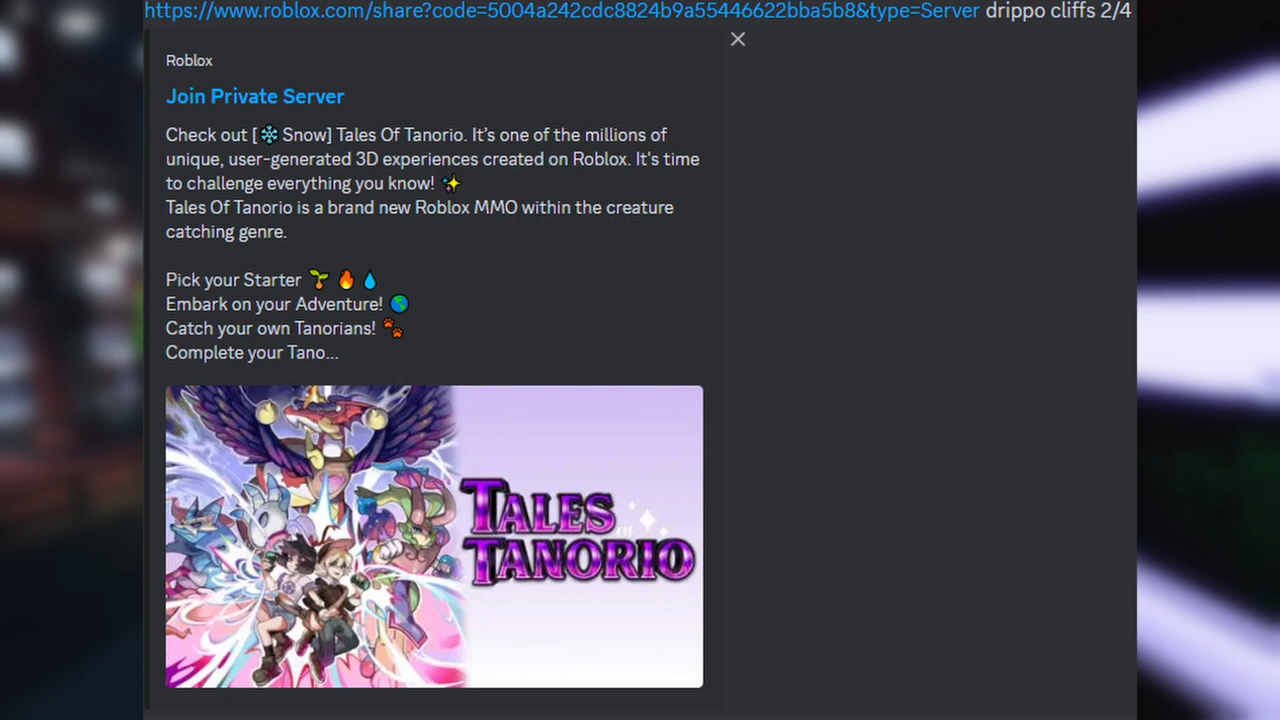 https://www.roblox.com/share?code=5004a242cdc8824b9a55446622bba5b8&type=Server drippo cliffs 2/4
Roblox
Join Private Server
Check out [❄️ Snow] Tales Of Tanorio. It’s one of the millions of
unique, user-generated 3D experiences created on Roblox. It's time
to challenge everything you know! ✨
Tales Of Tanorio is a brand new Roblox MMO within the creature
catching genre.
Pick your Starter 🌱 🔥 💧
Embark on your Adventure! 🌎
Catch your own Tanorians! 🐾
Complete your Tano...
TALES
OF
TANORIO